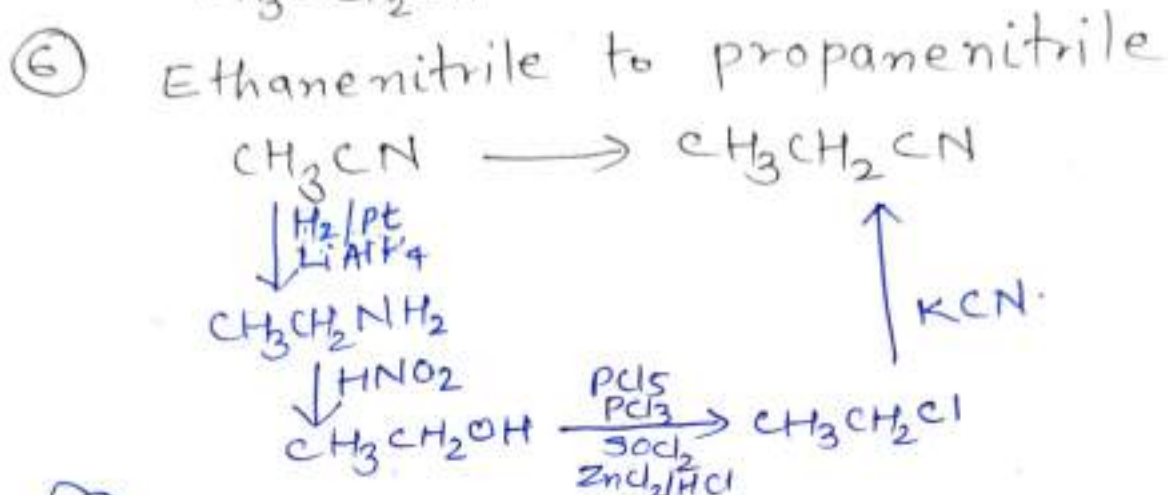 ⑥ Ethanenitrile to propanenitrile
CH₃CN ⟶ CH₃CH₂CN
↓ H₂/Pt
LiAlH₄
CH₃CH₂NH₂
↑ KCN.
↓ HNO₂
CH₃CH₂OH ⟶ CH₃CH₂Cl
PCl₅
PCl₃
SOCl₂
ZnCl₂/HCl